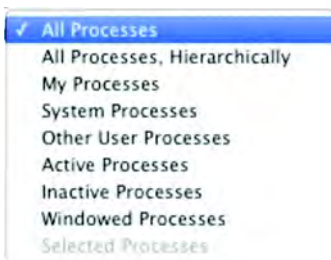 ✓ All Processes
All Processes, Hierarchically
My Processes
System Processes
Other User Processes
Active Processes
Inactive Processes
Windowed Processes
Selected Processes